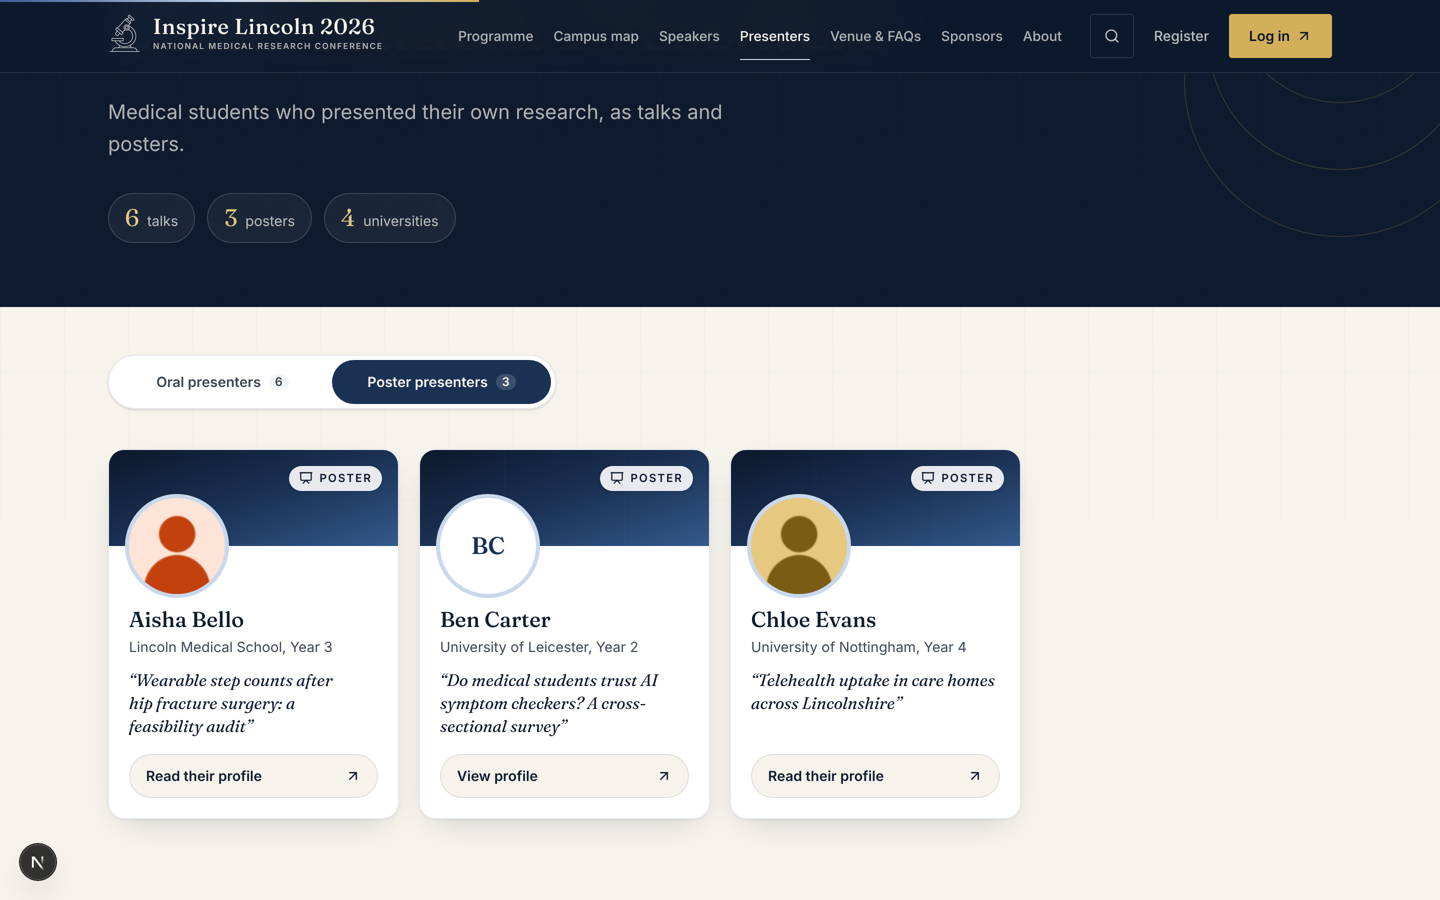 Inspire Lincoln 2026
NATIONAL MEDICAL RESEARCH CONFERENCE
Programme
Campus map
Speakers
Presenters
Venue & FAQs
Sponsors
About
Register
Log in
Medical students who presented their own research, as talks and
posters.
6 talks
3 posters
4 universities
Oral presenters 6
Poster presenters 3
POSTER
Aisha Bello
Lincoln Medical School, Year 3
“Wearable step counts after
hip fracture surgery: a
feasibility audit”
Read their profile
POSTER
BC
Ben Carter
University of Leicester, Year 2
“Do medical students trust AI
symptom checkers? A cross-
sectional survey”
View profile
POSTER
Chloe Evans
University of Nottingham, Year 4
“Telehealth uptake in care homes
across Lincolnshire”
Read their profile
N